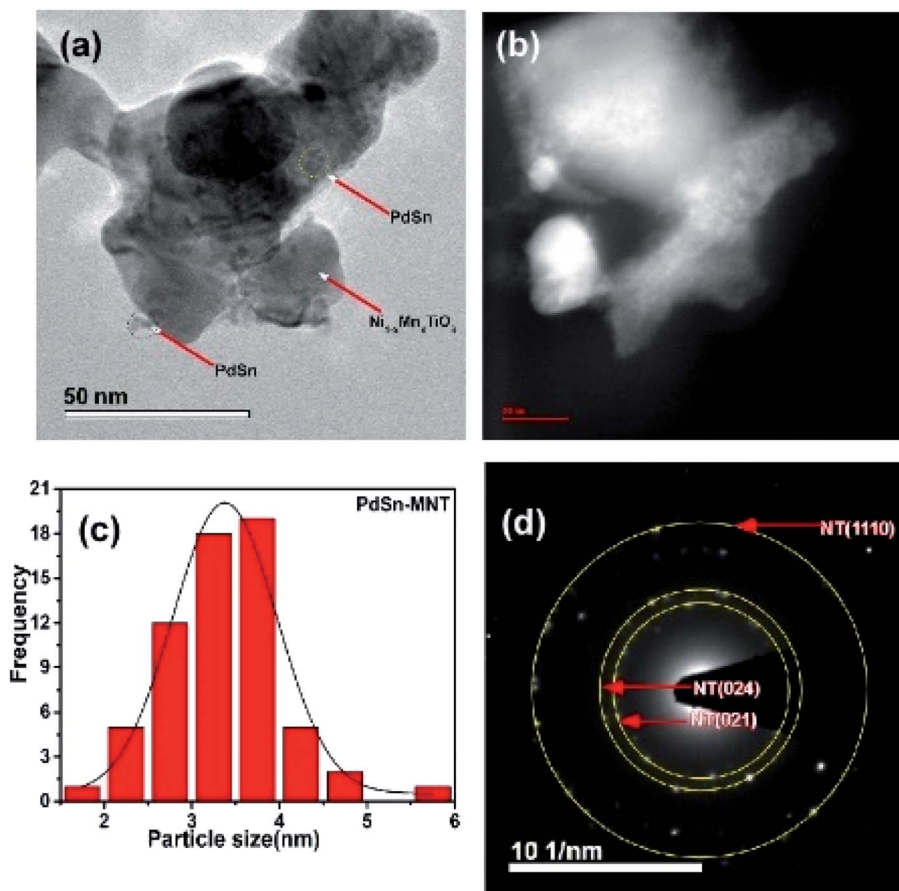 (a)
PdSn
Ni₁₋ₓMnₓTiO₃
PdSn
50 nm
(b)
21
18
15
12
9
6
3
0
Frequency
(c)
PdSn-MNT
2 3 4 5 6
Particle size(nm)
(d)
NT(1110)
NT(024)
NT(021)
10 1/nm